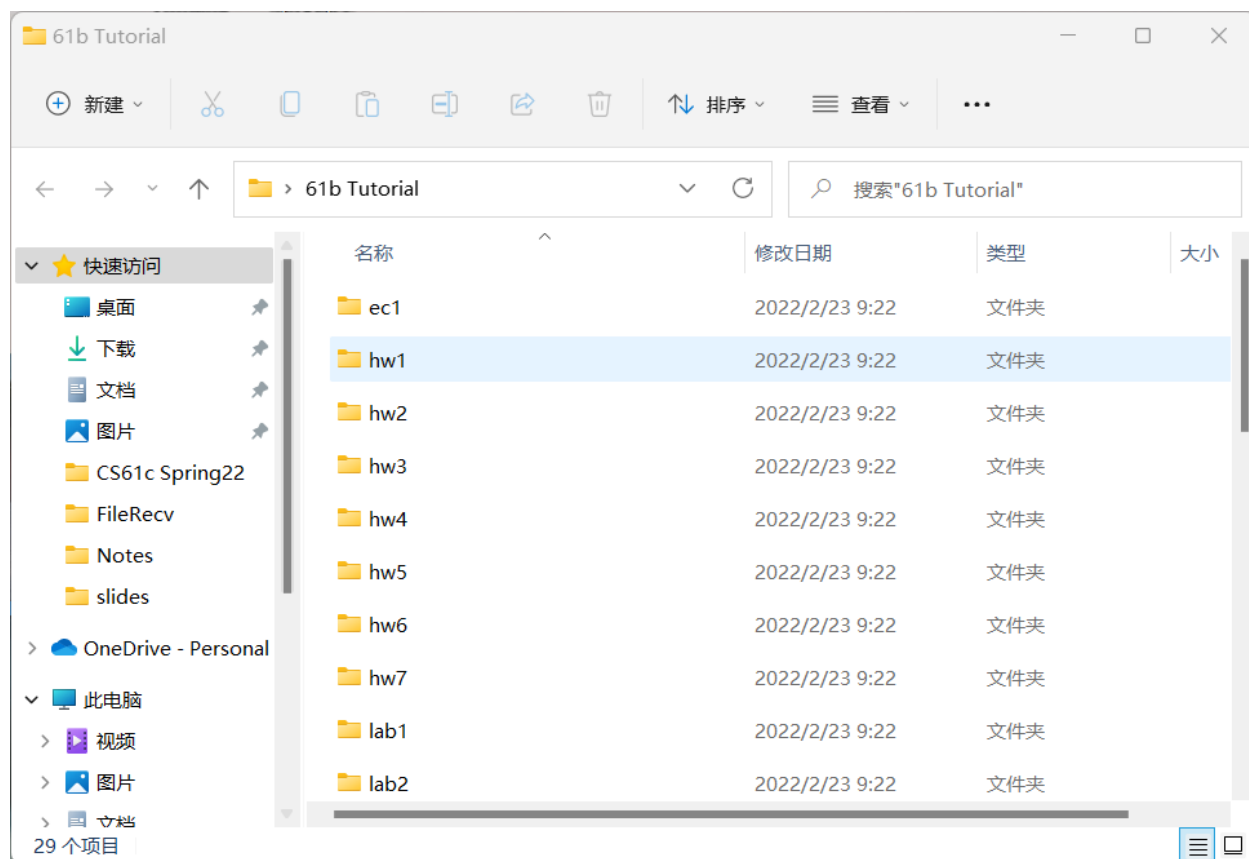 61b Tutorial
新建 排序 查看
61b Tutorial 搜索"61b Tutorial"
名称 修改日期 类型 大小
快速访问
桌面
下载
文档
图片
CS61c Spring22
FileRecv
Notes
slides
OneDrive - Personal
此电脑
视频
图片
文档
ec1 2022/2/23 9:22 文件夹
hw1 2022/2/23 9:22 文件夹
hw2 2022/2/23 9:22 文件夹
hw3 2022/2/23 9:22 文件夹
hw4 2022/2/23 9:22 文件夹
hw5 2022/2/23 9:22 文件夹
hw6 2022/2/23 9:22 文件夹
hw7 2022/2/23 9:22 文件夹
lab1 2022/2/23 9:22 文件夹
lab2 2022/2/23 9:22 文件夹
29 个项目